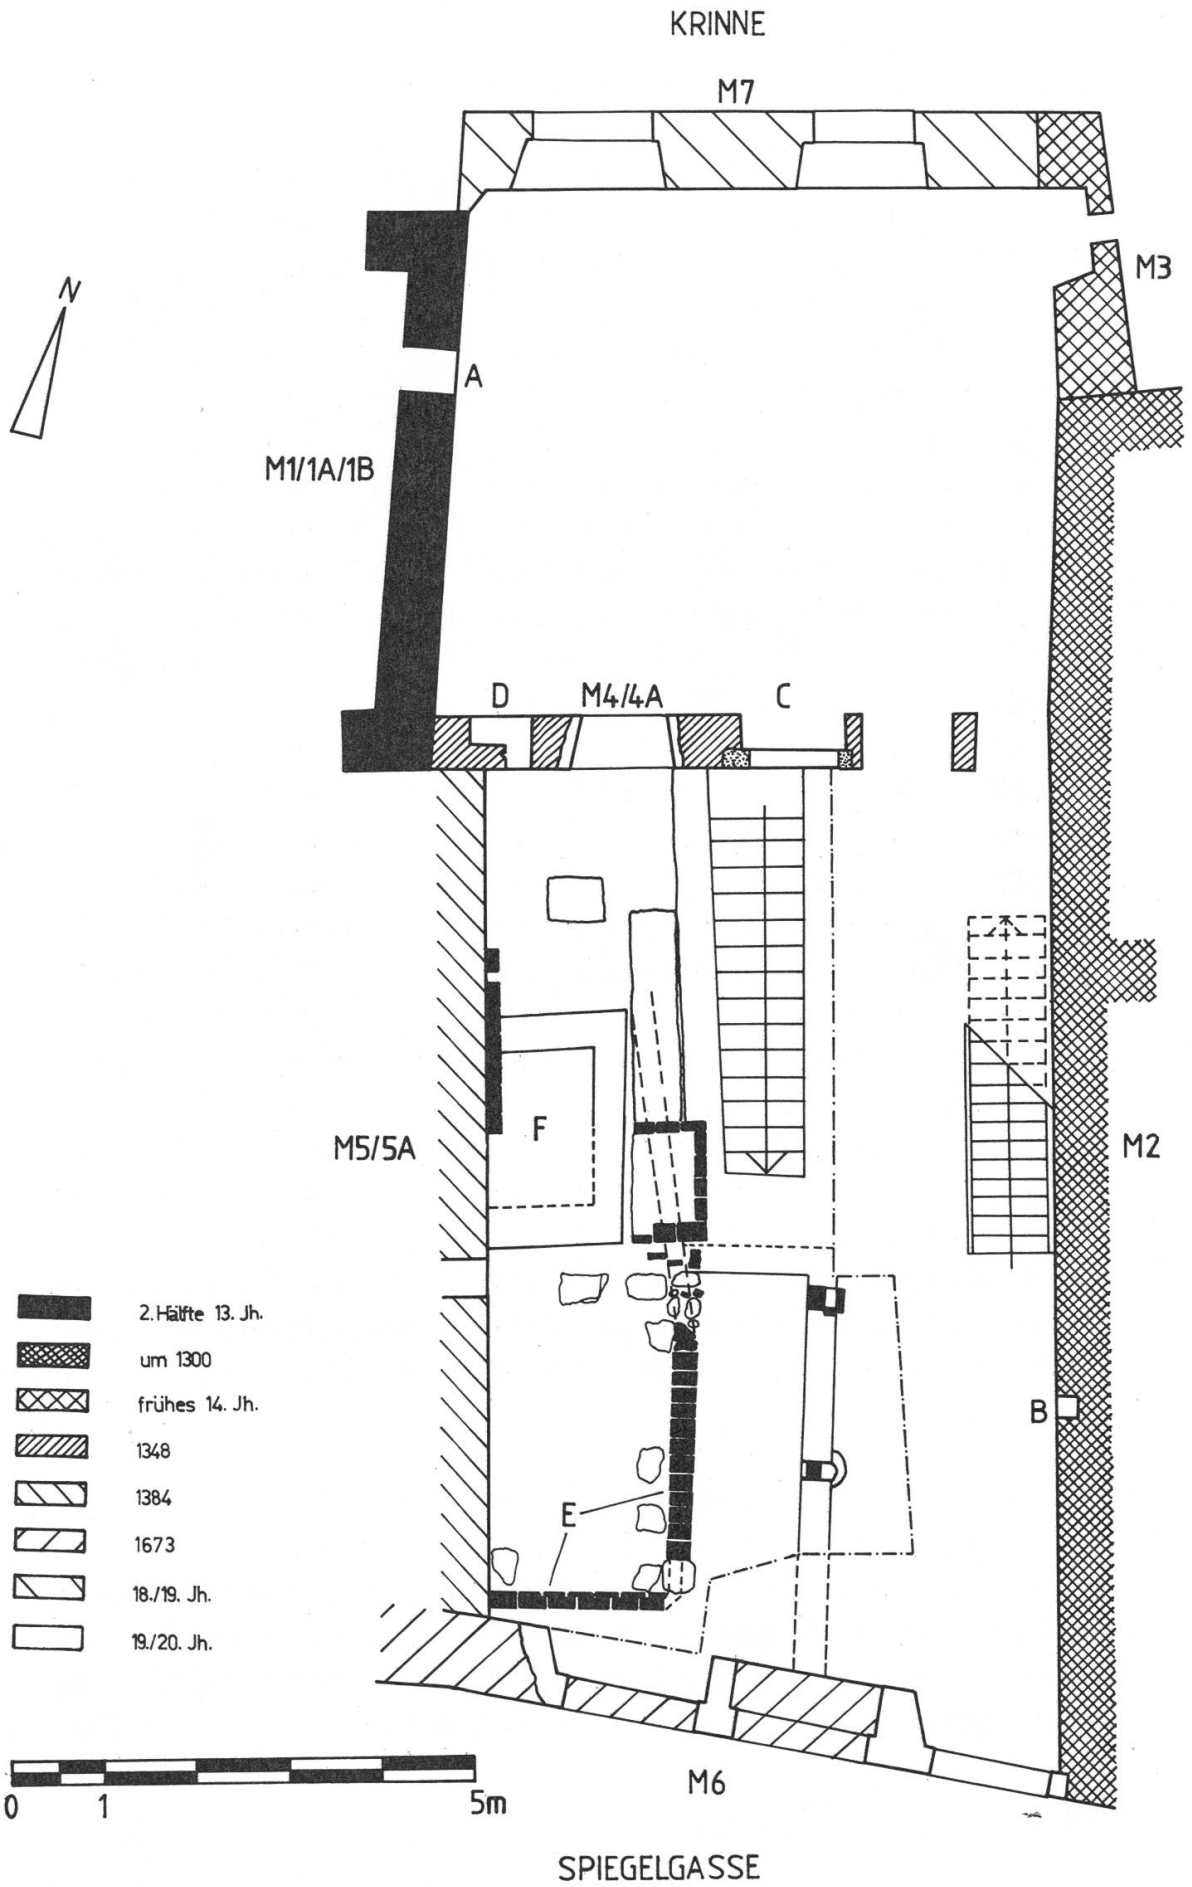 KRINNE
M7
M3
N
A
M1/1A/1B
D
M4/4A
C
F
M5/5A
M2
B
E
2. Hälfte 13. Jh.
um 1300
frühes 14. Jh.
1348
1384
1673
18./19. Jh.
19./20. Jh.
0 1 5m
M6
SPIEGELGASSE